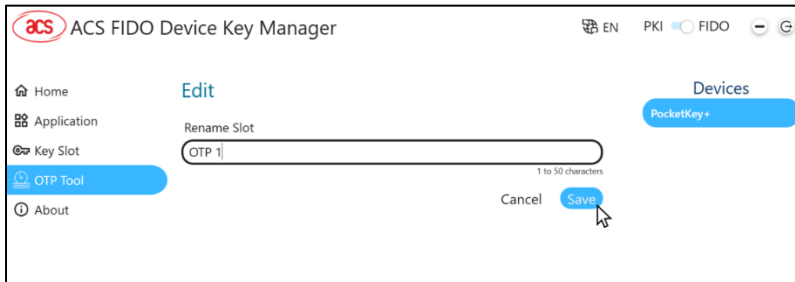 acs ACS FIDO Device Key Manager
EN PKI FIDO
Home
Application
Key Slot
OTP Tool
About
Edit
Rename Slot
OTP 1
1 to 50 characters
Cancel Save
Devices
PocketKey+